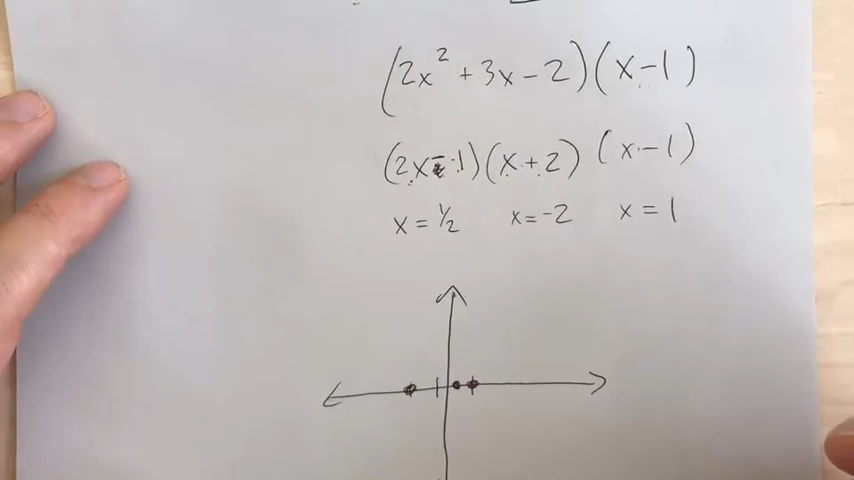 (2x² + 3x - 2)(x - 1)
(2x - 1)(x + 2) (x - 1)
x = 1/2 x = -2 x = 1